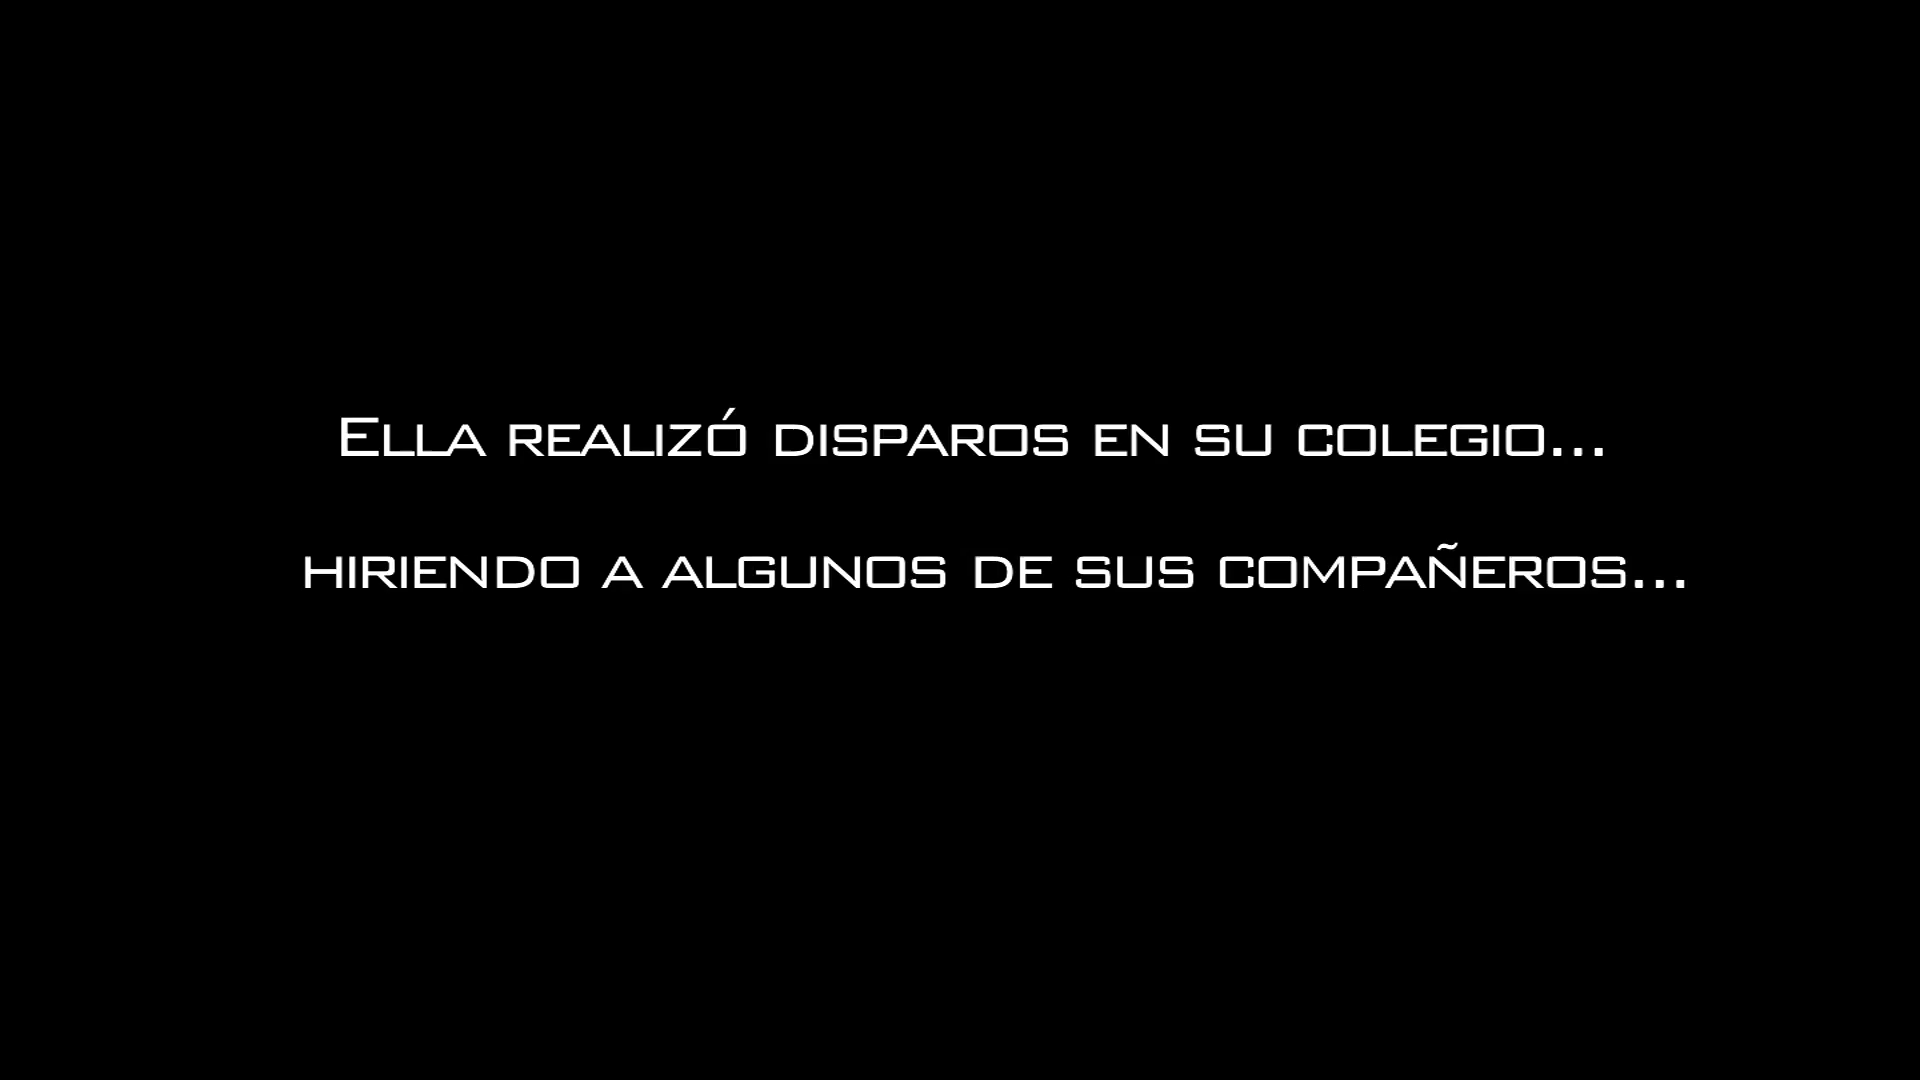 Ella realizó disparos en su colegio...
hiriendo a algunos de sus compañeros...